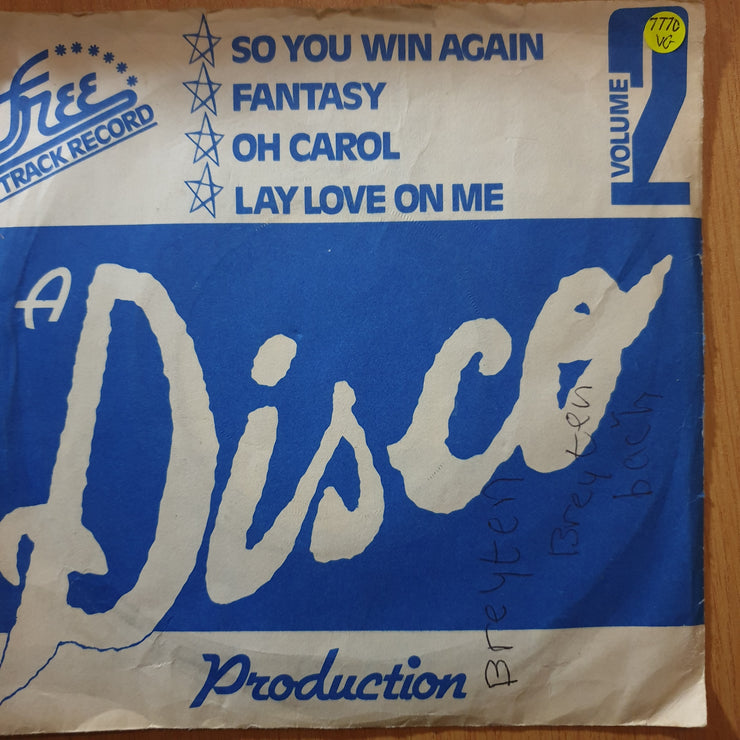 Free
TRACK RECORD
SO YOU WIN AGAIN
FANTASY
OH CAROL
LAY LOVE ON ME
VOLUME
2
7770
VG
A
Disco
Production
Breyten
Breyten
bach